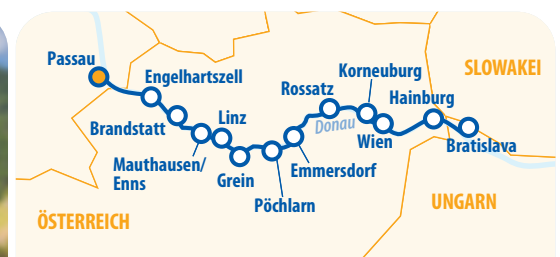 Passau
Engelhartszell
Brandstatt
Mauthausen/
Enns
Linz
Grein
Pöchlarn
Emmersdorf
Rossatz
Donau
Korneuburg
Wien
Hainburg
Bratislava
SLOWAKEI
UNGARN
ÖSTERREICH